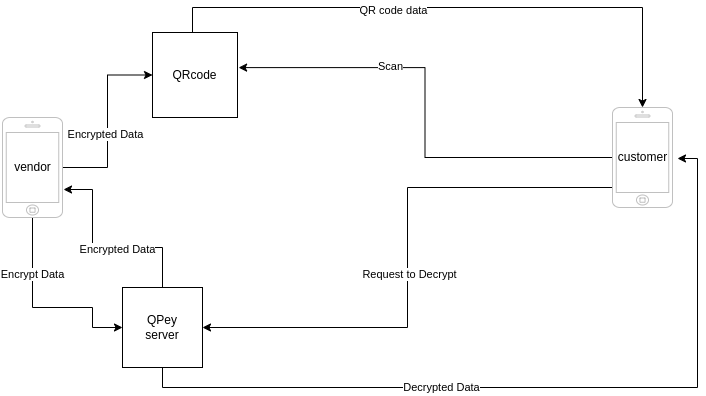 QR code data
QRcode
Scan
Encrypted Data
vendor
customer
Encrypted Data
Encrypt Data
Request to Decrypt
QPey
server
Decrypted Data